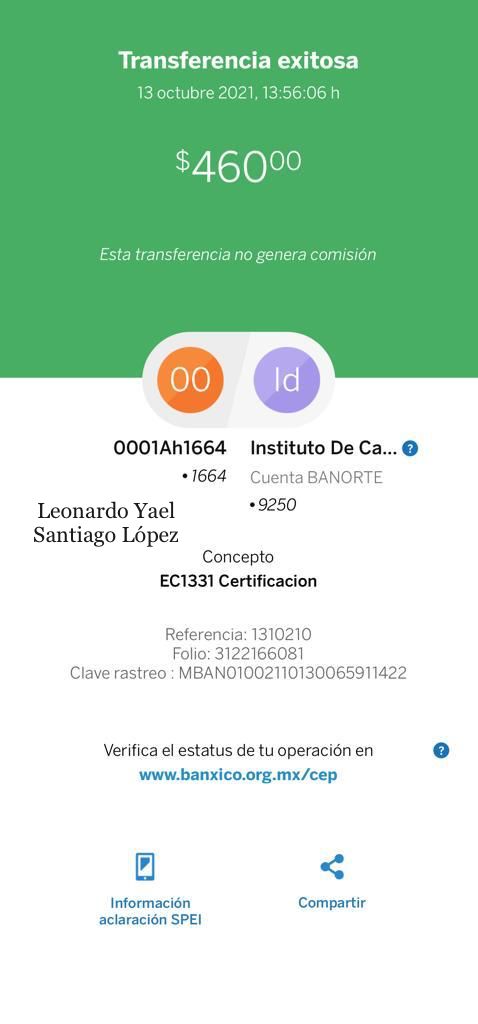 Transferencia exitosa
13 octubre 2021, 13:56:06 h
$46000
Esta transferencia no genera comisión
00 Id
0001Ah1664 Instituto De Ca... ?
•1664 Cuenta BANORTE
•9250
Leonardo Yael
Santiago López
Concepto
EC1331 Certificacion
Referencia: 1310210
Folio: 3122166081
Clave rastreo : MBAN01002110130065911422
Verifica el estatus de tu operación en ?
www.banxico.org.mx/cep
Información Compartir
aclaración SPEI